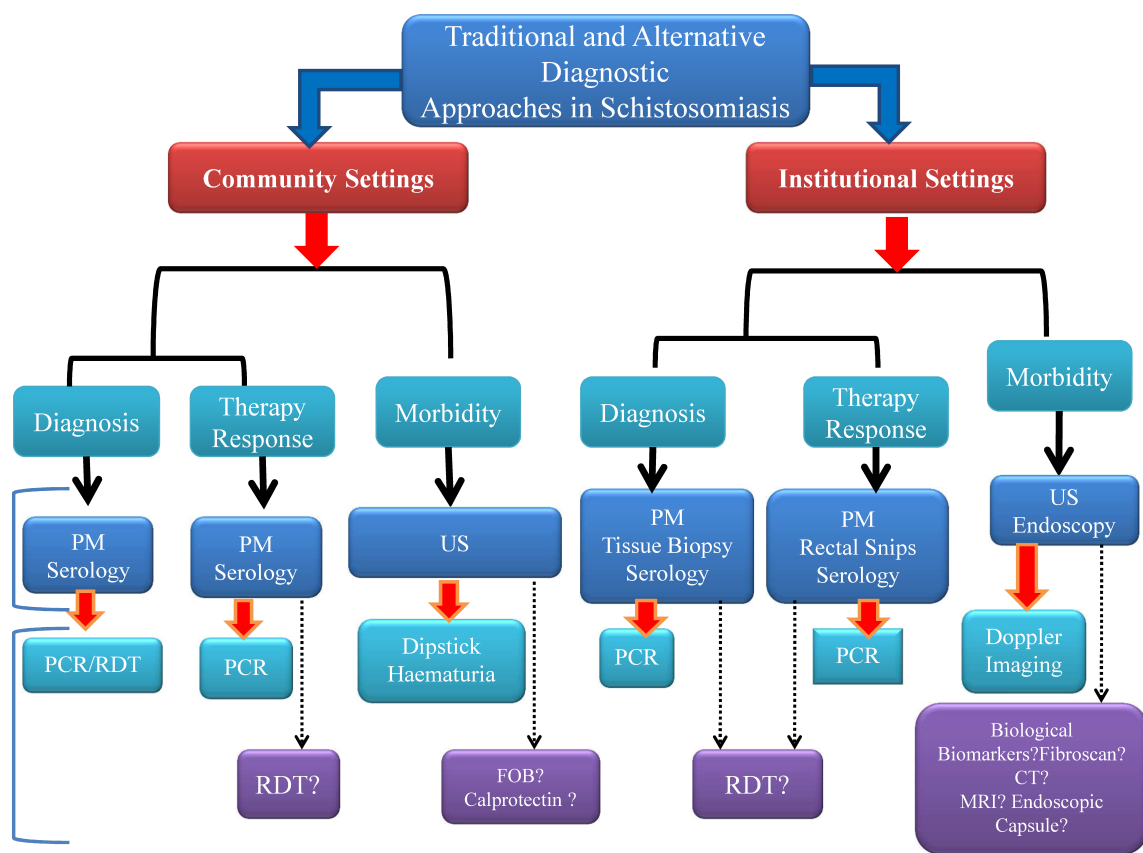 Traditional and Alternative
Diagnostic
Approaches in Schistosomiasis
Community Settings
Institutional Settings
Diagnosis
Therapy
Response
Morbidity
Diagnosis
Therapy
Response
Morbidity
PM
Serology
PM
Serology
US
PM
Tissue Biopsy
Serology
PM
Rectal Snips
Serology
US
Endoscopy
PCR/RDT
PCR
Dipstick
Haematuria
PCR
PCR
Doppler
Imaging
RDT?
FOB?
Calprotectin ?
RDT?
Biological
Biomarkers?Fibroscan?
CT?
MRI? Endoscopic
Capsule?